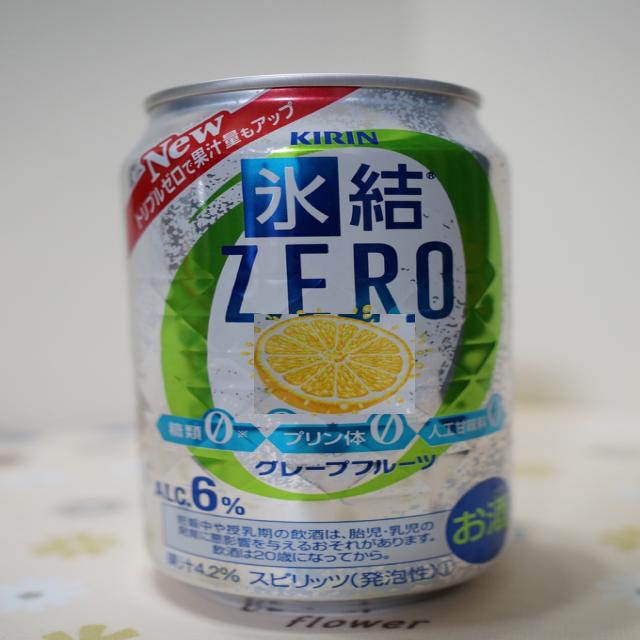 New
トリプルゼロで果汁量もアップ
KIRIN
氷結®
ZERO
糖類0※
プリン体0
人工甘味料0
グレープフルーツ
ALC.6%
妊娠中や授乳期の飲酒は、胎児・乳児の
発育に悪影響を与えるおそれがあります。
飲酒は20歳になってから。
お酒
果汁4.2% スピリッツ(発泡性)①
flower